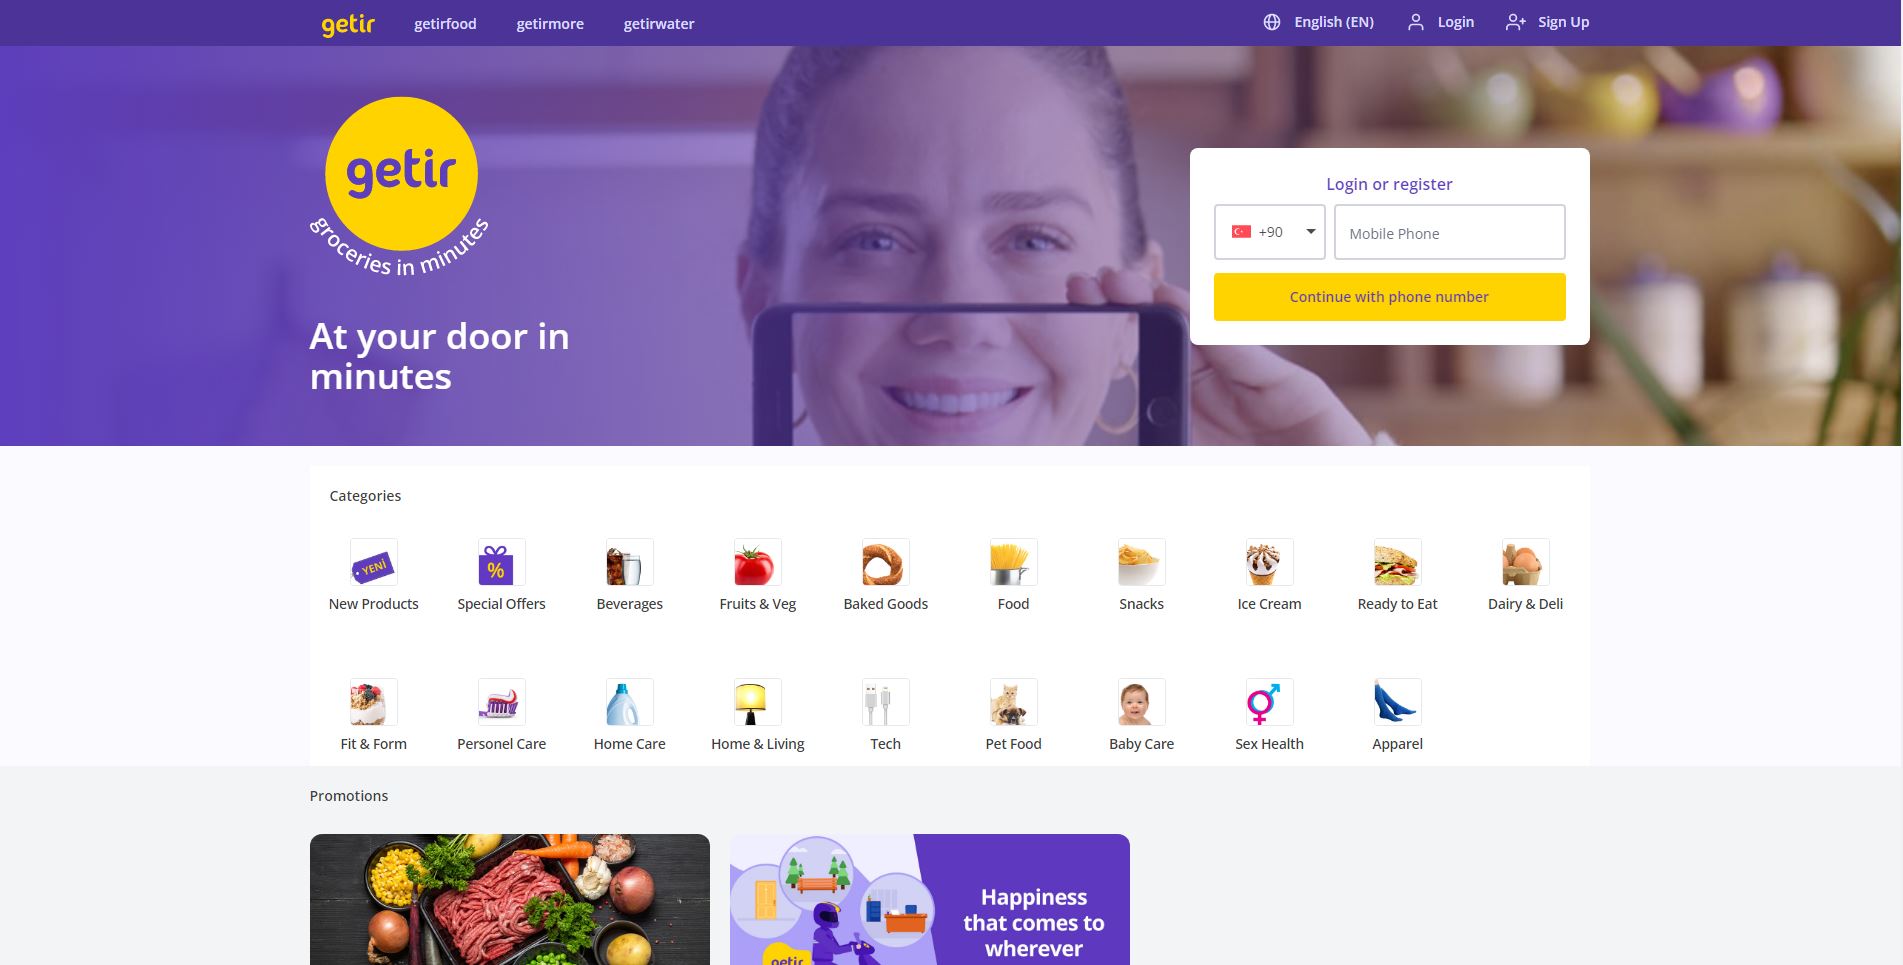 getir
getirfood
getirmore
getirwater
English (EN)
Login
Sign Up
getir
groceries in minutes
At your door in
minutes
Login or register
+90
Mobile Phone
Continue with phone number
Categories
YENİ
%
New Products
Special Offers
Beverages
Fruits & Veg
Baked Goods
Food
Snacks
Ice Cream
Ready to Eat
Dairy & Deli
Fit & Form
Personel Care
Home Care
Home & Living
Tech
Pet Food
Baby Care
Sex Health
Apparel
Promotions
Happiness
that comes to
wherever
getir